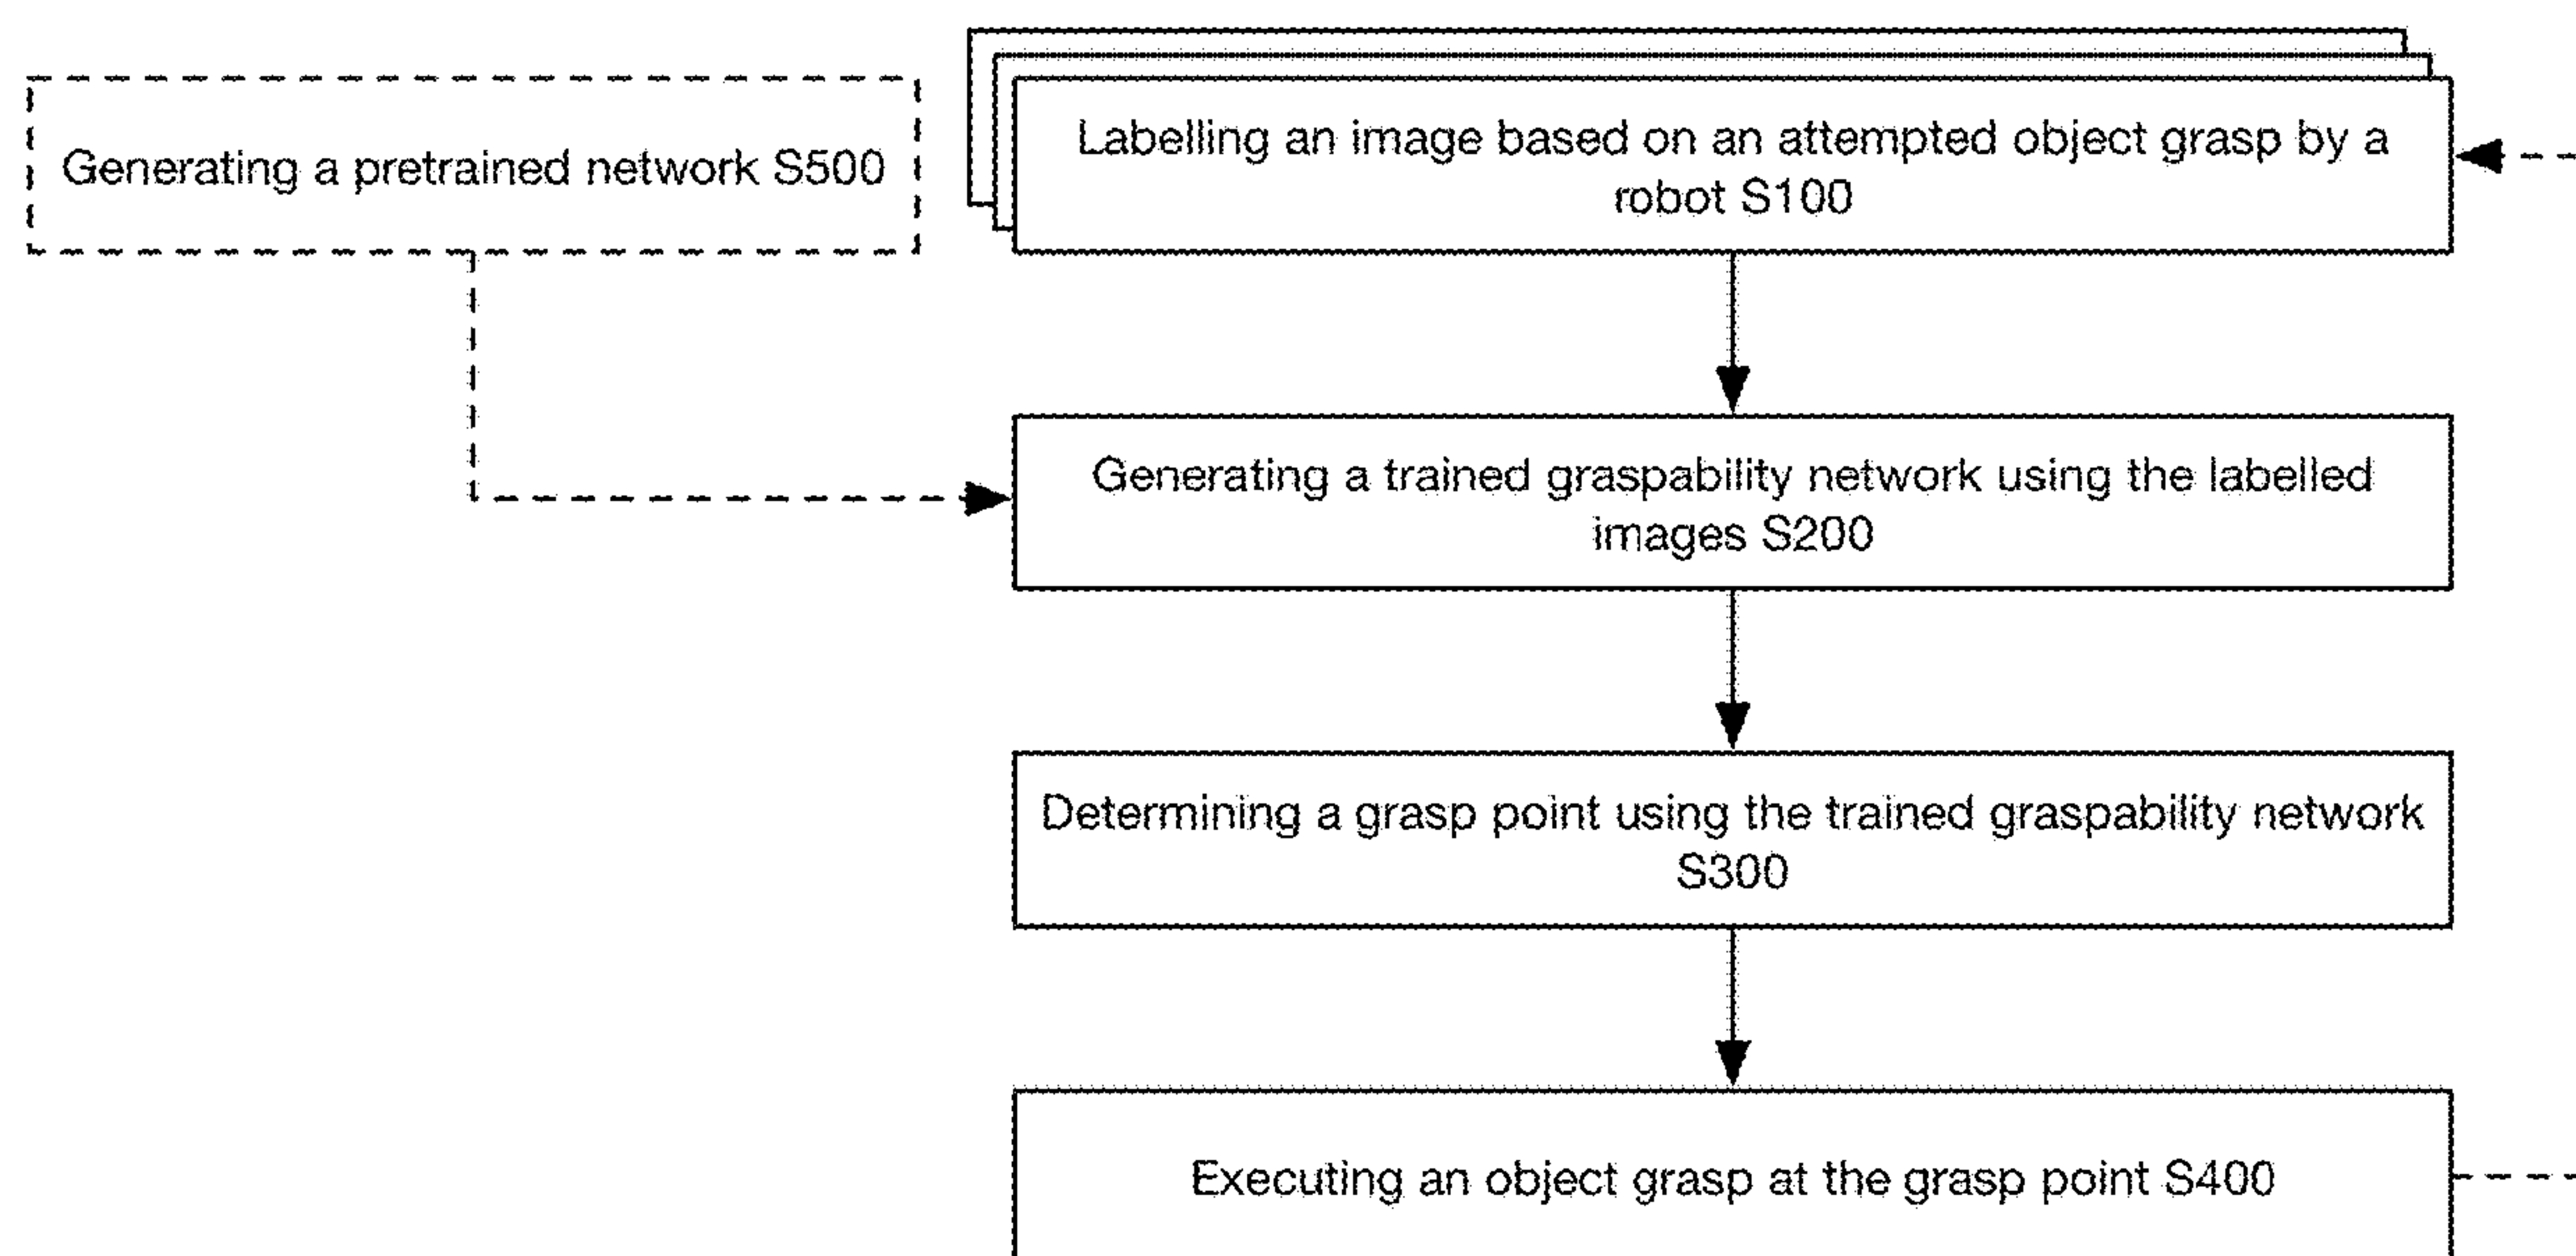 Generating a pretrained network S500
Labelling an image based on an attempted object grasp by a
robot S100
Generating a trained graspability network using the labelled
images S200
Determining a grasp point using the trained graspability network
S300
Executing an object grasp at the grasp point S400